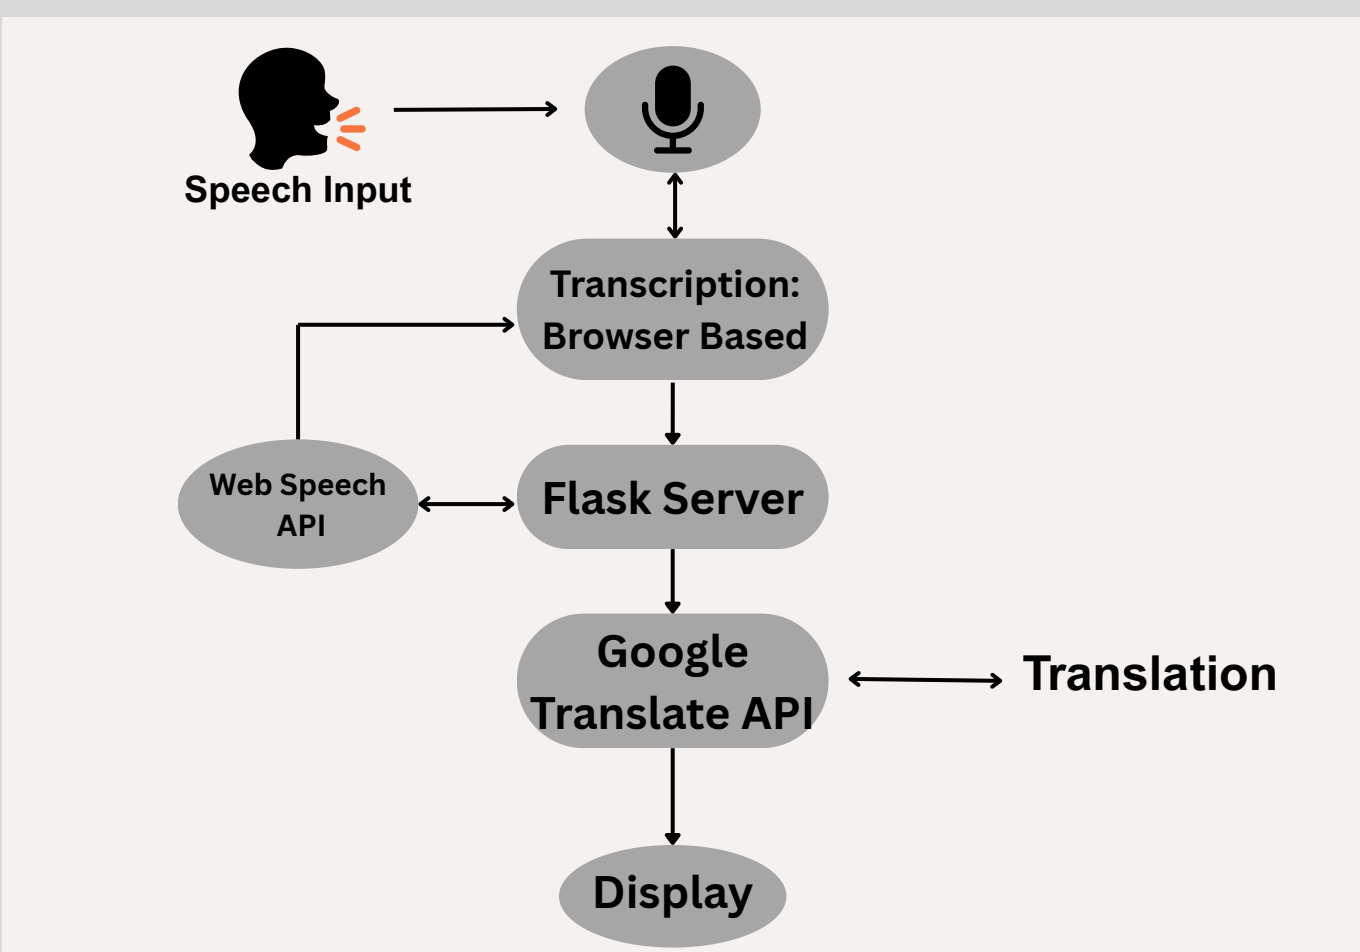 Speech Input
Transcription:
Browser Based
Web Speech
API
Flask Server
Google
Translate API
Translation
Display